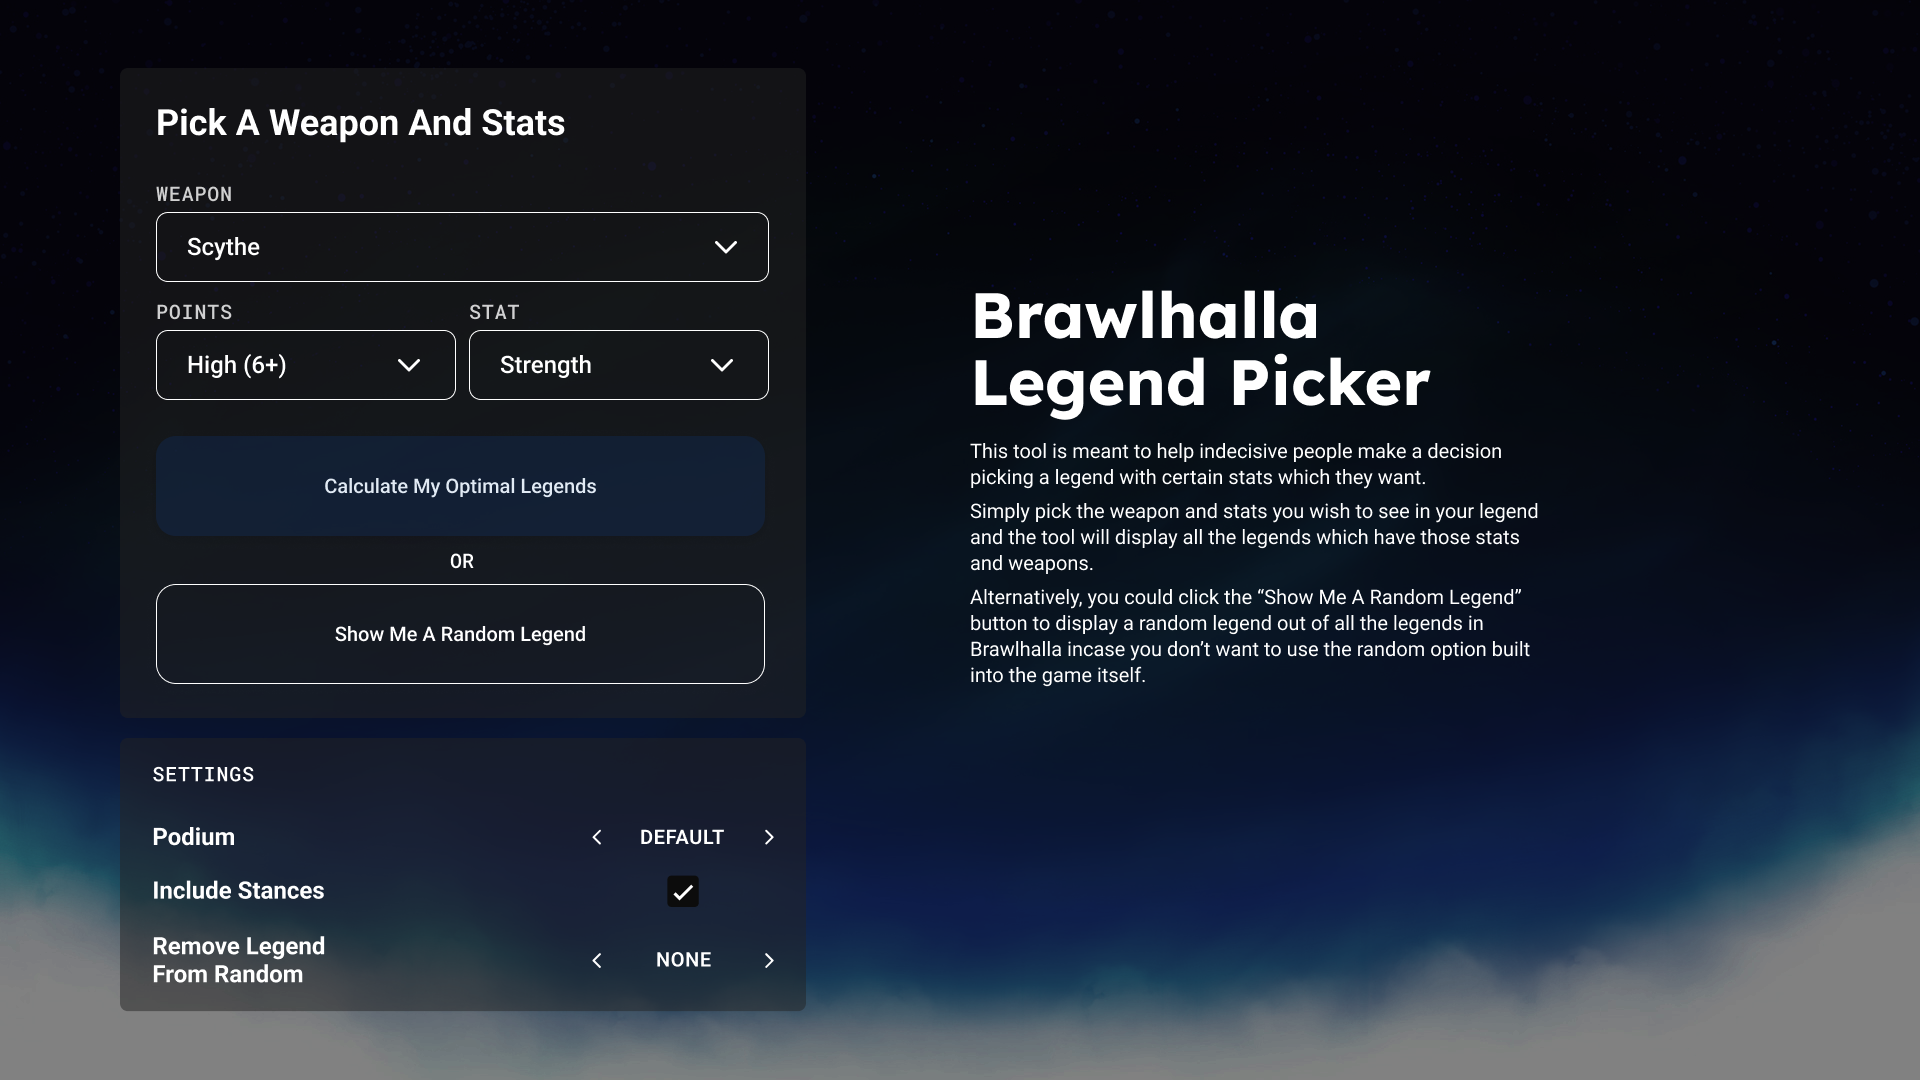 Pick A Weapon And Stats
WEAPON
Scythe
POINTS
STAT
High (6+)
Strength
Calculate My Optimal Legends
OR
Show Me A Random Legend
SETTINGS
Podium
DEFAULT
Include Stances
Remove Legend
From Random
NONE
Brawlhalla
Legend Picker
This tool is meant to help indecisive people make a decision
picking a legend with certain stats which they want.
Simply pick the weapon and stats you wish to see in your legend
and the tool will display all the legends which have those stats
and weapons.
Alternatively, you could click the “Show Me A Random Legend”
button to display a random legend out of all the legends in
Brawlhalla incase you don’t want to use the random option built
into the game itself.